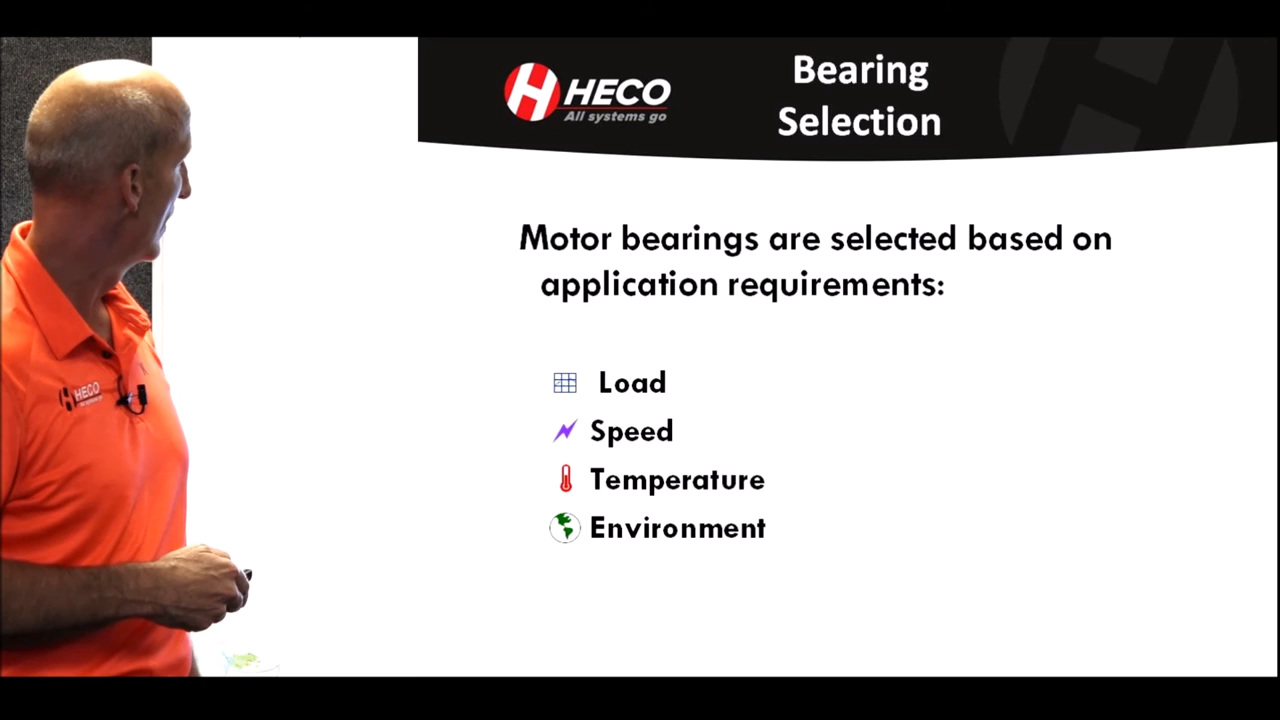 HECO
All systems go
Bearing
Selection
Motor bearings are selected based on
application requirements:
Load
Speed
Temperature
Environment
HECO